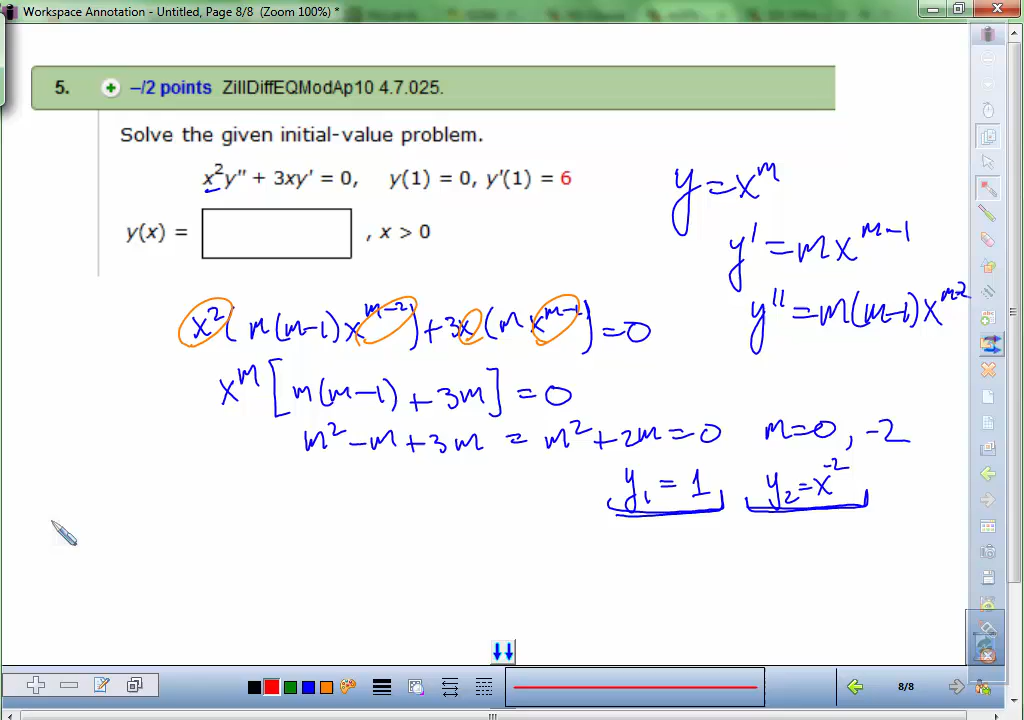 Workspace Annotation - Untitled, Page 8/8 (Zoom 100%) *
5. –/2 points ZillDiffEQModAp10 4.7.025.
Solve the given initial-value problem.
x²y'' + 3xy' = 0, y(1) = 0, y'(1) = 6
y(x) = , x > 0
y = x^m
y' = mx^{m-1}
y'' = m(m-1)x^{m-2}
x²(m(m-1)x^{m-2}) + 3x(mx^{m-1}) = 0
x^m [m(m-1) + 3m] = 0
m² - m + 3m = m² + 2m = 0 m = 0, -2
y₁ = 1 y₂ = x^{-2}
8/8